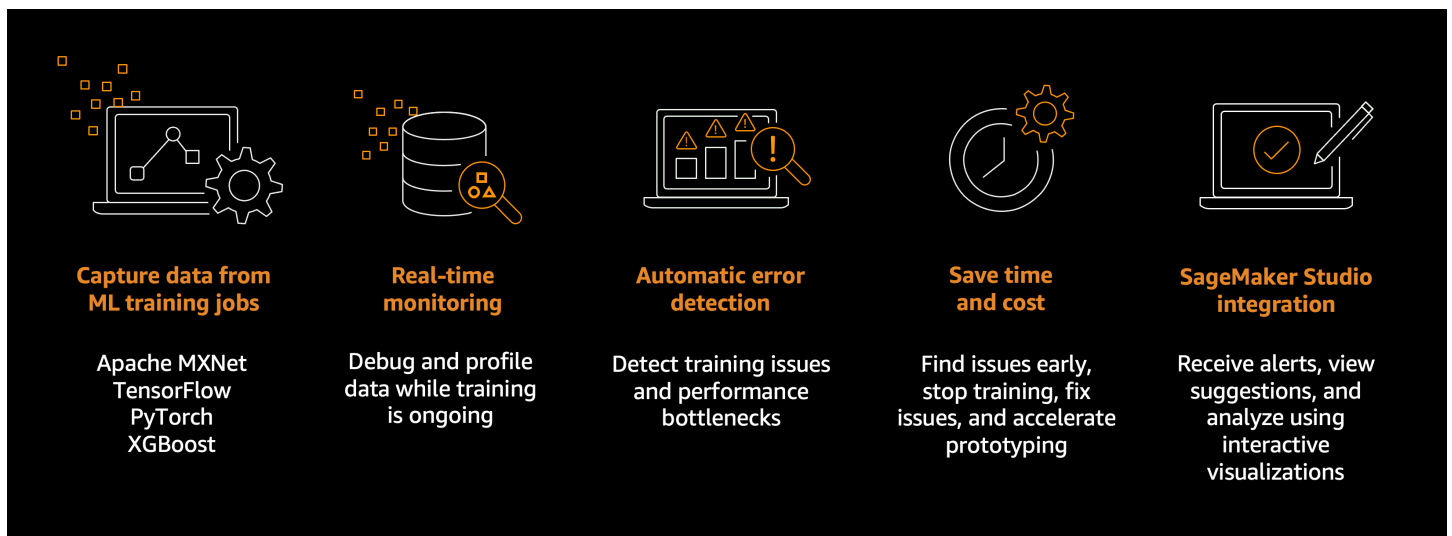 Capture data from
ML training jobs
Apache MXNet
TensorFlow
PyTorch
XGBoost
Real-time
monitoring
Debug and profile
data while training
is ongoing
Automatic error
detection
Detect training issues
and performance
bottlenecks
Save time
and cost
Find issues early,
stop training, fix
issues, and accelerate
prototyping
SageMaker Studio
integration
Receive alerts, view
suggestions, and
analyze using
interactive
visualizations